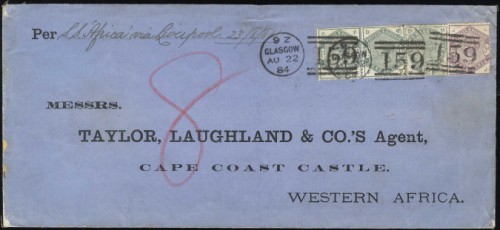 Per S.S. "Africa" via Liverpool 23/8/84
9 Z
GLASGOW
AU 22
84
159
159
159
8
MESSRS.
TAYLOR, LAUGHLAND & CO.'S Agent,
CAPE COAST CASTLE.
WESTERN AFRICA.